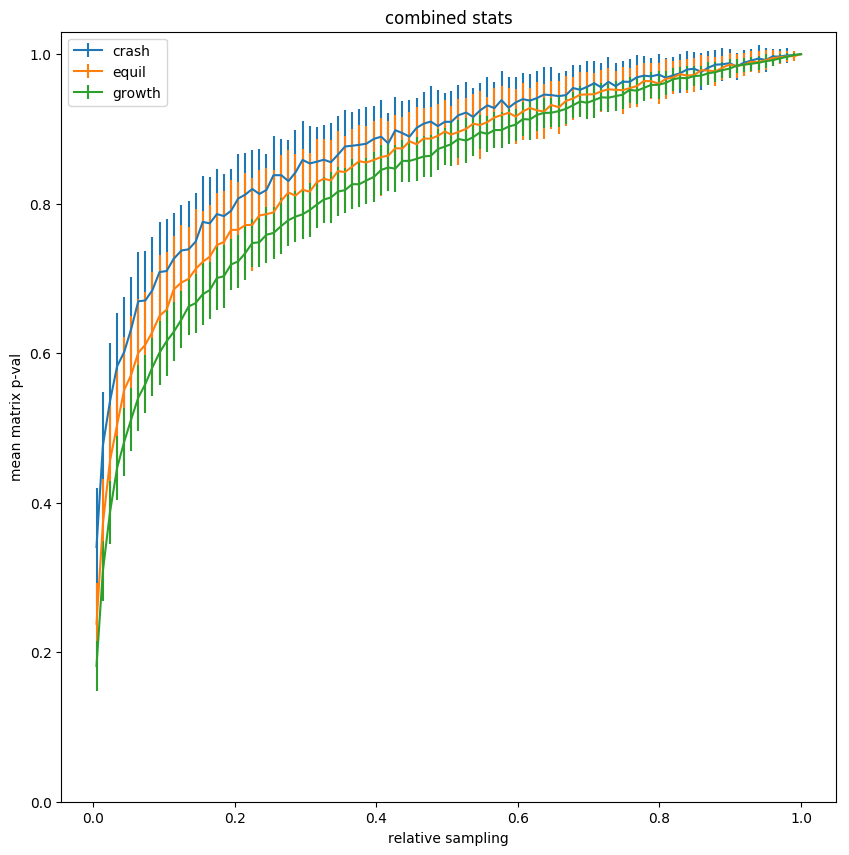 combined stats
crash
equil
growth
mean matrix p-val
1.0
0.8
0.6
0.4
0.2
0.0
0.0 0.2 0.4 0.6 0.8 1.0
relative sampling